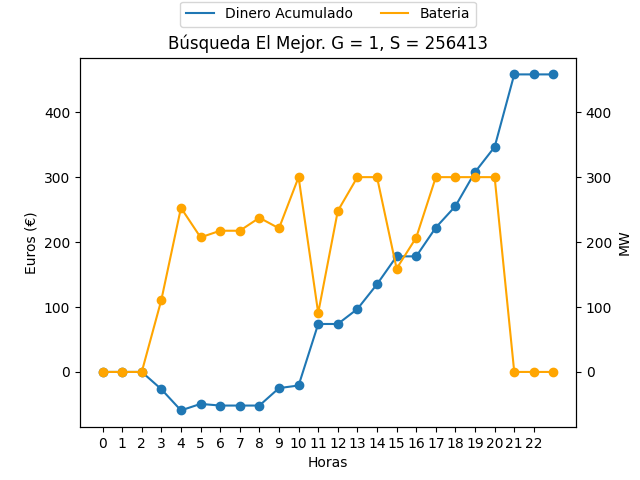 Dinero Acumulado Bateria
Búsqueda El Mejor. G = 1, S = 256413
400 400
300 300
200 200
100 100
0 0
Euros (€)
MW
0 1 2 3 4 5 6 7 8 9 10 11 12 13 14 15 16 17 18 19 20 21 22
Horas